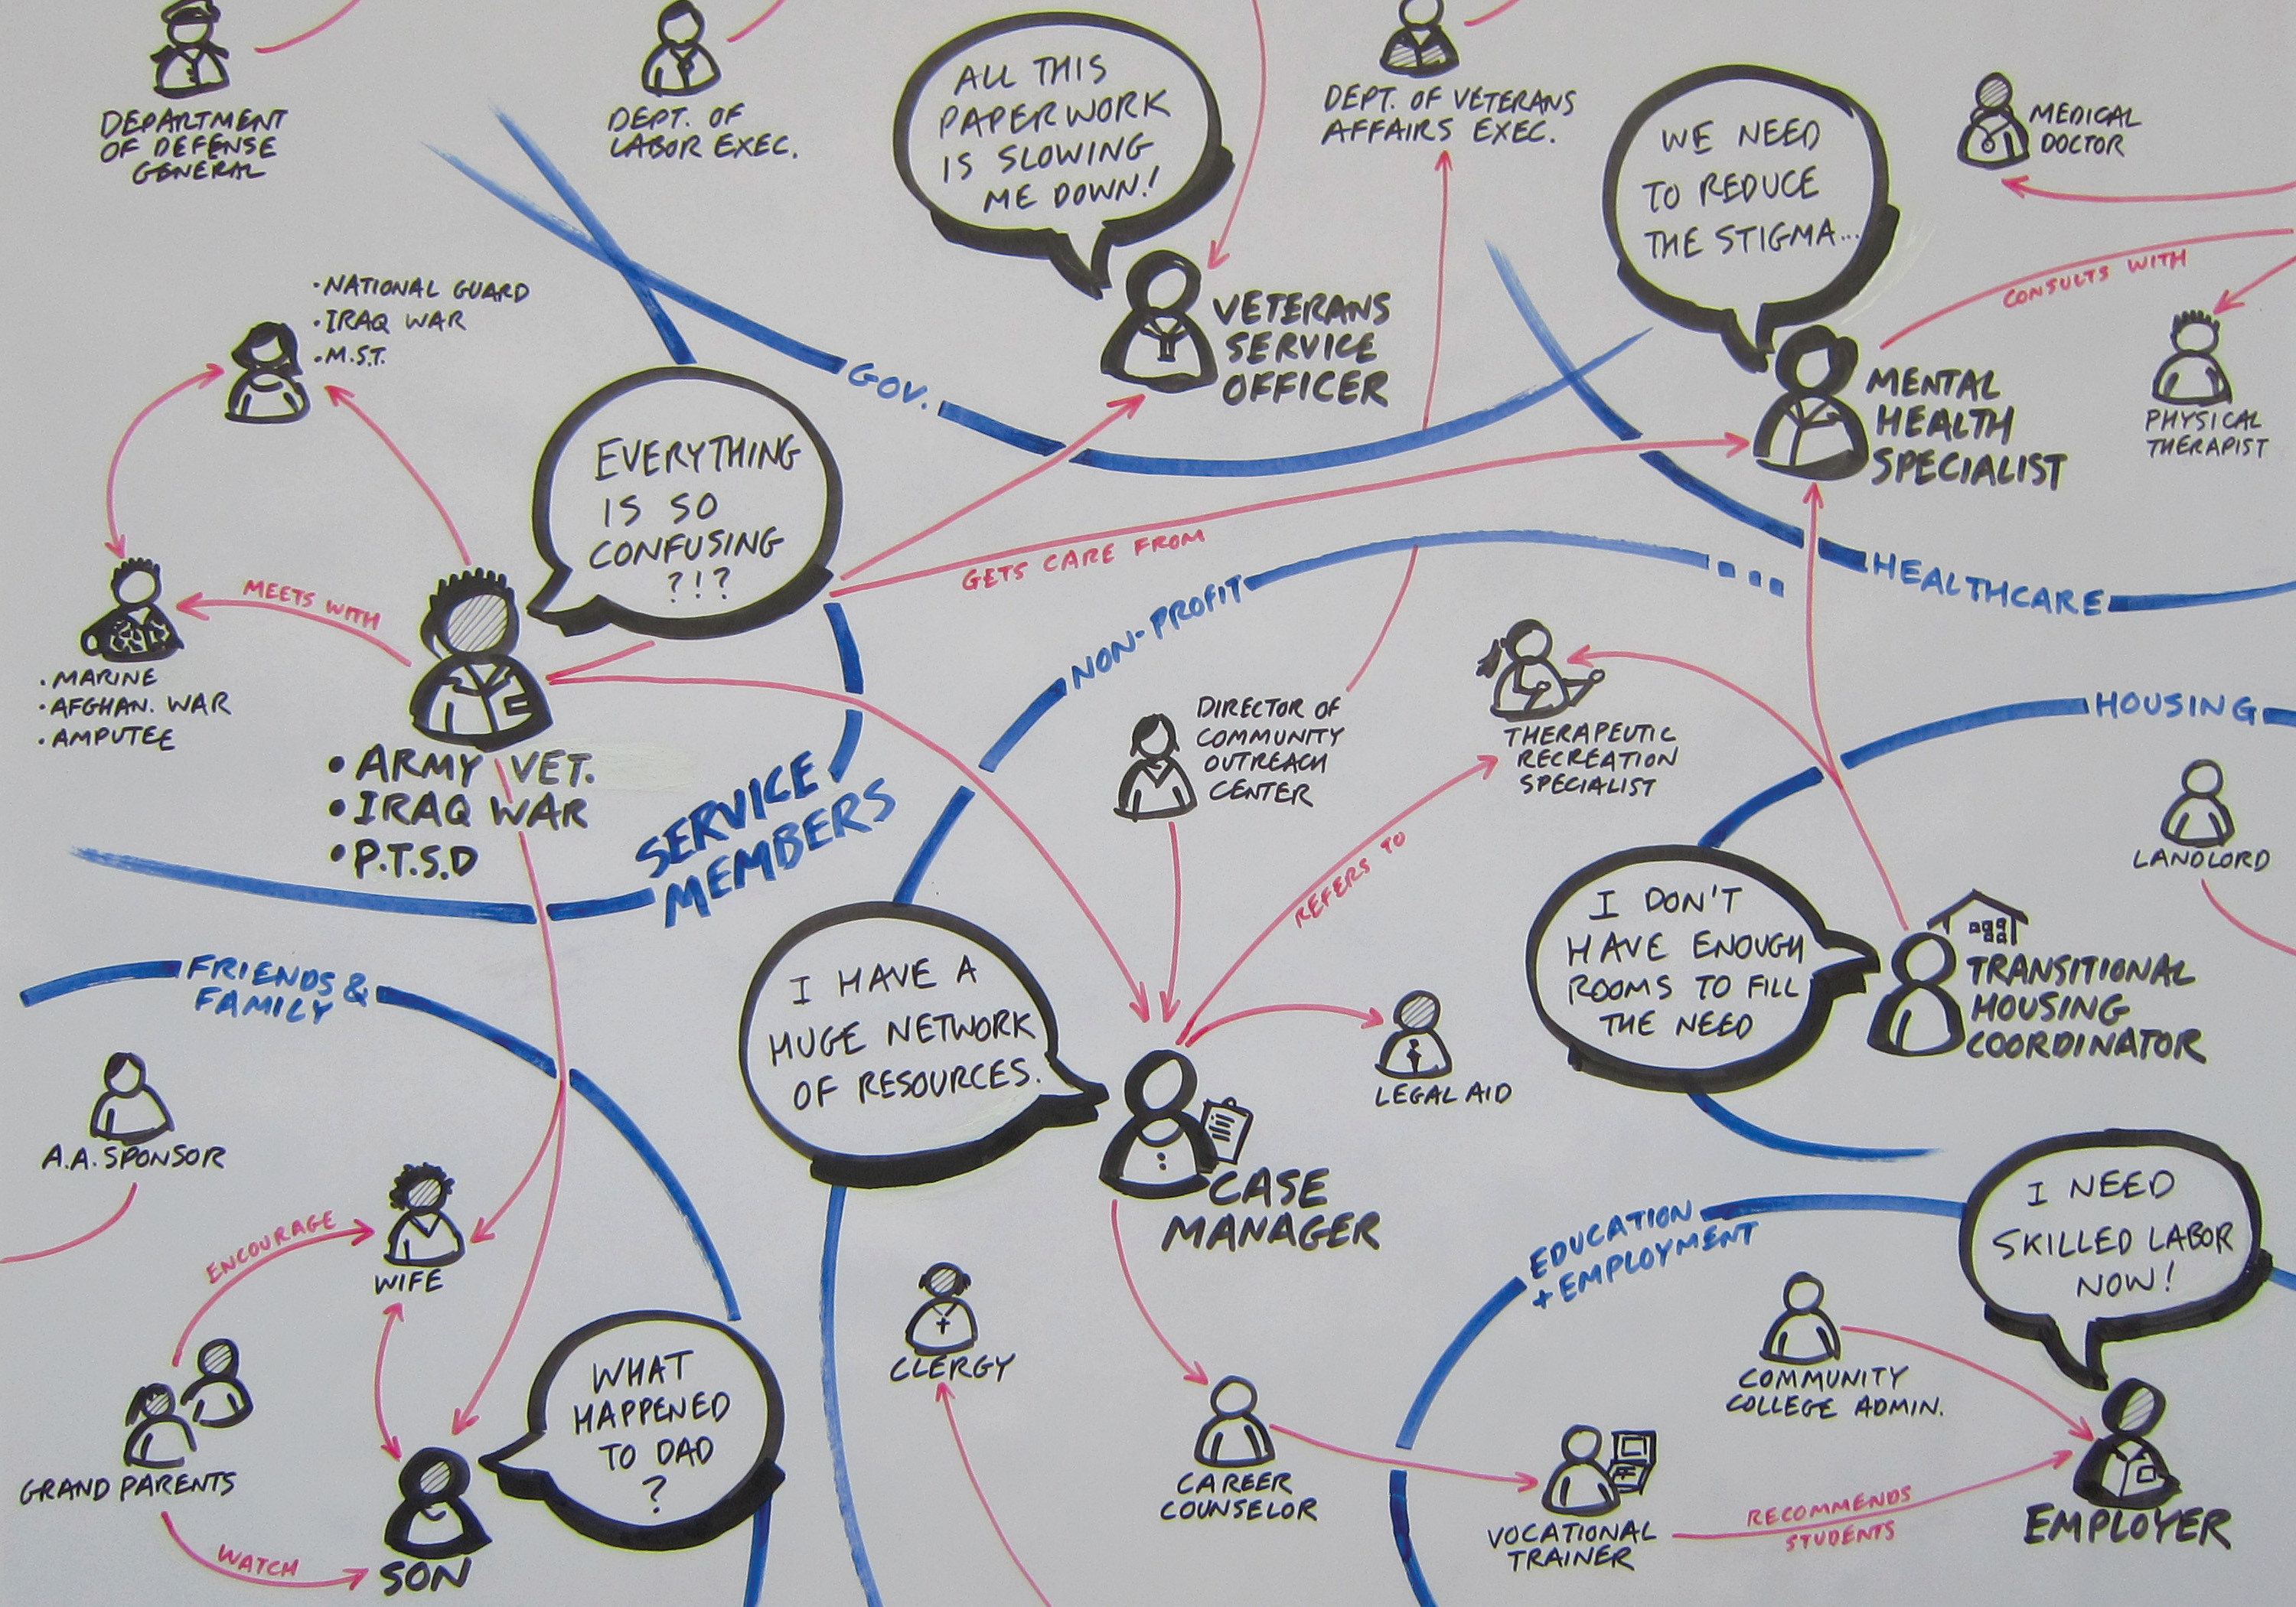 DEPARTMENT
OF DEFENSE
GENERAL
DEPT. OF
LABOR EXEC.
ALL THIS
PAPERWORK
IS SLOWING
ME DOWN!
DEPT. OF VETERANS
AFFAIRS EXEC.
WE NEED
TO REDUCE
THE STIGMA...
MEDICAL
DOCTOR
• NATIONAL GUARD
• IRAQ WAR
• M.S.T.
VETERANS
SERVICE
OFFICER
CONSULTS WITH
GOV.
MENTAL
HEALTH
SPECIALIST
PHYSICAL
THERAPIST
EVERYTHING
IS SO
CONFUSING
?!?
GETS CARE FROM
MEETS WITH
NON-PROFIT
HEALTHCARE
• MARINE
• AFGHAN. WAR
• AMPUTEE
• ARMY VET.
• IRAQ WAR
• P.T.S.D
SERVICE
MEMBERS
DIRECTOR OF
COMMUNITY
OUTREACH
CENTER
THERAPEUTIC
RECREATION
SPECIALIST
HOUSING
LANDLORD
REFERS TO
I DON'T
HAVE ENOUGH
ROOMS TO FILL
THE NEED
TRANSITIONAL
HOUSING
COORDINATOR
FRIENDS &
FAMILY
I HAVE A
HUGE NETWORK
OF RESOURCES.
LEGAL AID
A.A. SPONSOR
CASE
MANAGER
ENCOURAGE
WIFE
EDUCATION
+ EMPLOYMENT
I NEED
SKILLED LABOR
NOW!
CLERGY
COMMUNITY
COLLEGE ADMIN.
WHAT
HAPPENED
TO DAD
?
GRAND PARENTS
WATCH
SON
CAREER
COUNSELOR
VOCATIONAL
TRAINER
RECOMMENDS
STUDENTS
EMPLOYER